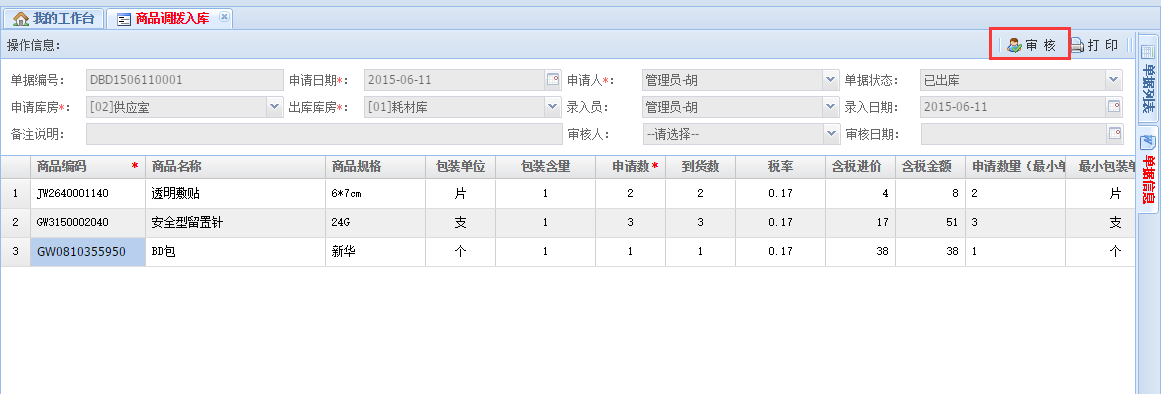 我的工作台 商品调拨入库
操作信息: 审 核 打 印
单据编号: DBD1506110001 申请日期*: 2015-06-11 申请人*: 管理员-胡 单据状态: 已出库
申请库房*: [02]供应室 出库库房*: [01]耗材库 录入员: 管理员-胡 录入日期: 2015-06-11
备注说明: 审核人: --请选择-- 审核日期:
商品编码 * 商品名称 商品规格 包装单位 包装含量 申请数* 到货数 税率 含税进价 含税金额 申请数量（最小单 最小包装单
1 JW2640001140 透明敷贴 6*7cm 片 1 2 2 0.17 4 8 2 片
2 GW3150002040 安全型留置针 24G 支 1 3 3 0.17 17 51 3 支
3 GW0810355950 BD包 新华 个 1 1 1 0.17 38 38 1 个
单据列表
单据信息